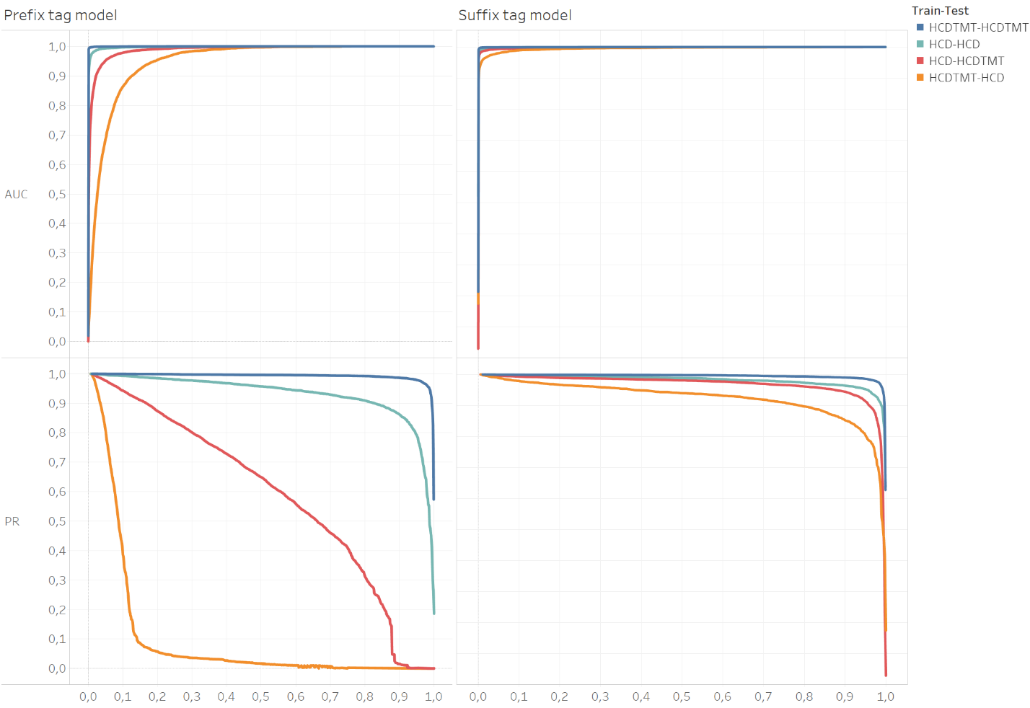 Prefix tag model
Suffix tag model
Train-Test
HCDTMT-HCDTMT
HCD-HCD
HCD-HCDTMT
HCDTMT-HCD
1,0
0,9
0,8
0,7
0,6
AUC
0,5
0,4
0,3
0,2
0,1
0,0
1,0
0,9
0,8
0,7
0,6
PR
0,5
0,4
0,3
0,2
0,1
0,0
0,0 0,1 0,2 0,3 0,4 0,5 0,6 0,7 0,8 0,9 1,0
0,0 0,1 0,2 0,3 0,4 0,5 0,6 0,7 0,8 0,9 1,0